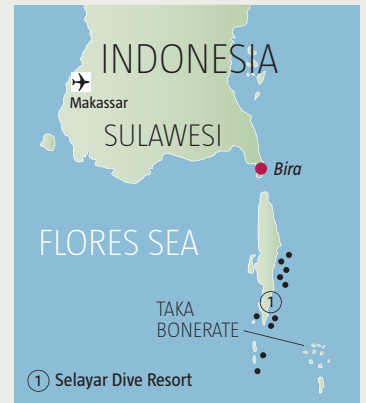 INDONESIA
Makassar
SULAWESI
Bira
FLORES SEA
1
TAKA
BONERATE
1 Selayar Dive Resort